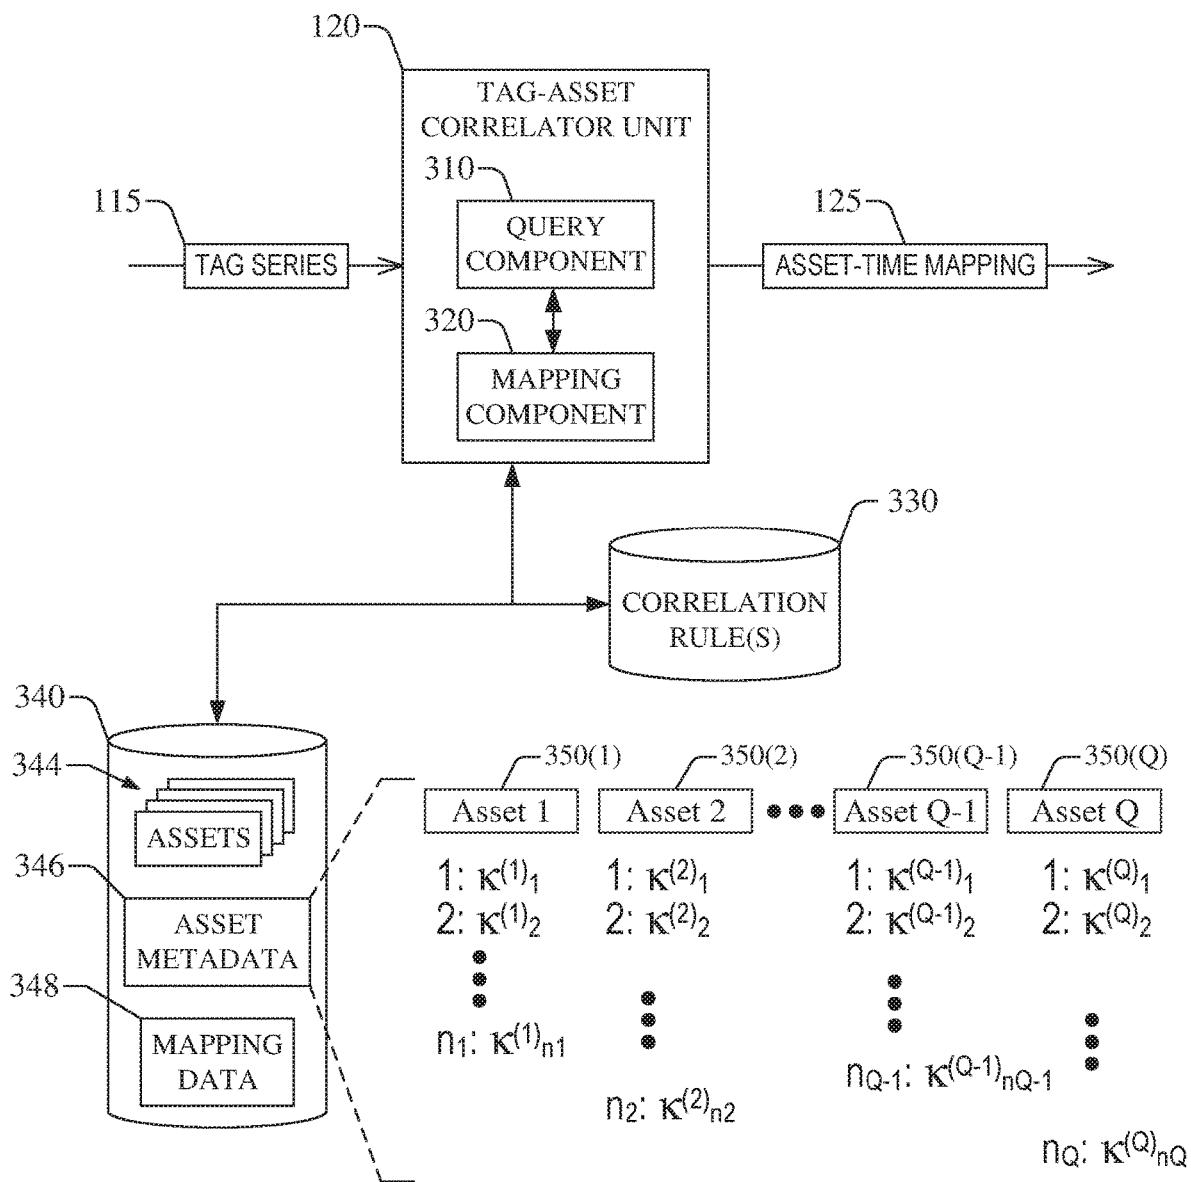 120
TAG-ASSET
CORRELATOR UNIT
310
115
125
QUERY
COMPONENT
TAG SERIES
ASSET-TIME MAPPING
320
MAPPING
COMPONENT
330
CORRELATION
RULE(S)
340
344
350(1)
350(2)
350(Q-1)
350(Q)
Asset 1
Asset 2
•••
Asset Q-1
Asset Q
ASSETS
346
1: κ⁽¹⁾₁
1: κ⁽²⁾₁
1: κ^(Q-1)₁
1: κ^(Q)₁
2: κ⁽¹⁾₂
2: κ⁽²⁾₂
2: κ^(Q-1)₂
2: κ^(Q)₂
ASSET
METADATA
348
MAPPING
DATA
n₁: κ⁽¹⁾n1
n₂: κ⁽²⁾n2
n_Q-1: κ^(Q-1)nQ-1
n_Q: κ^(Q)nQ